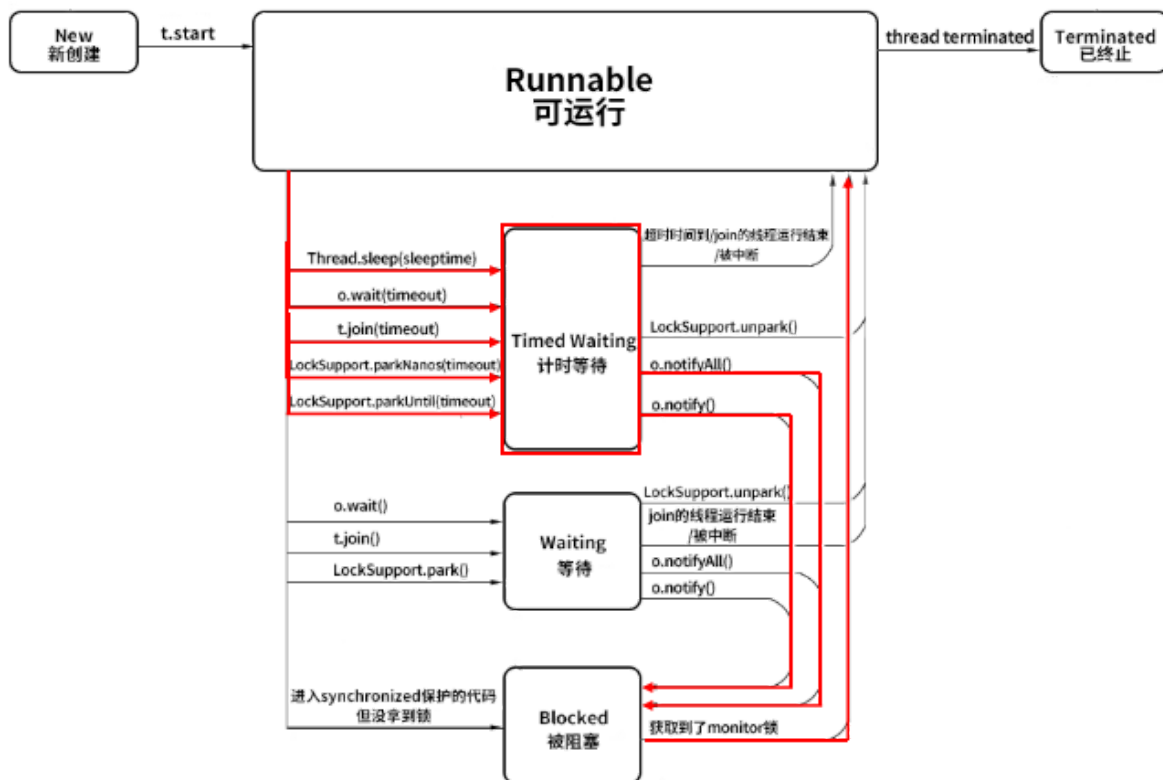 New
新创建
t.start
Runnable
可运行
thread terminated
Terminated
已终止
Thread.sleep(sleeptime)
o.wait(timeout)
t.join(timeout)
LockSupport.parkNanos(timeout)
LockSupport.parkUntil(timeout)
Timed Waiting
计时等待
超时时间到/join的线程运行结束
/被中断
LockSupport.unpark()
o.notifyAll()
o.notify()
o.wait()
t.join()
LockSupport.park()
Waiting
等待
LockSupport.unpark()
join的线程运行结束
/被中断
o.notifyAll()
o.notify()
进入synchronized保护的代码
但没拿到锁
Blocked
被阻塞
获取到了monitor锁